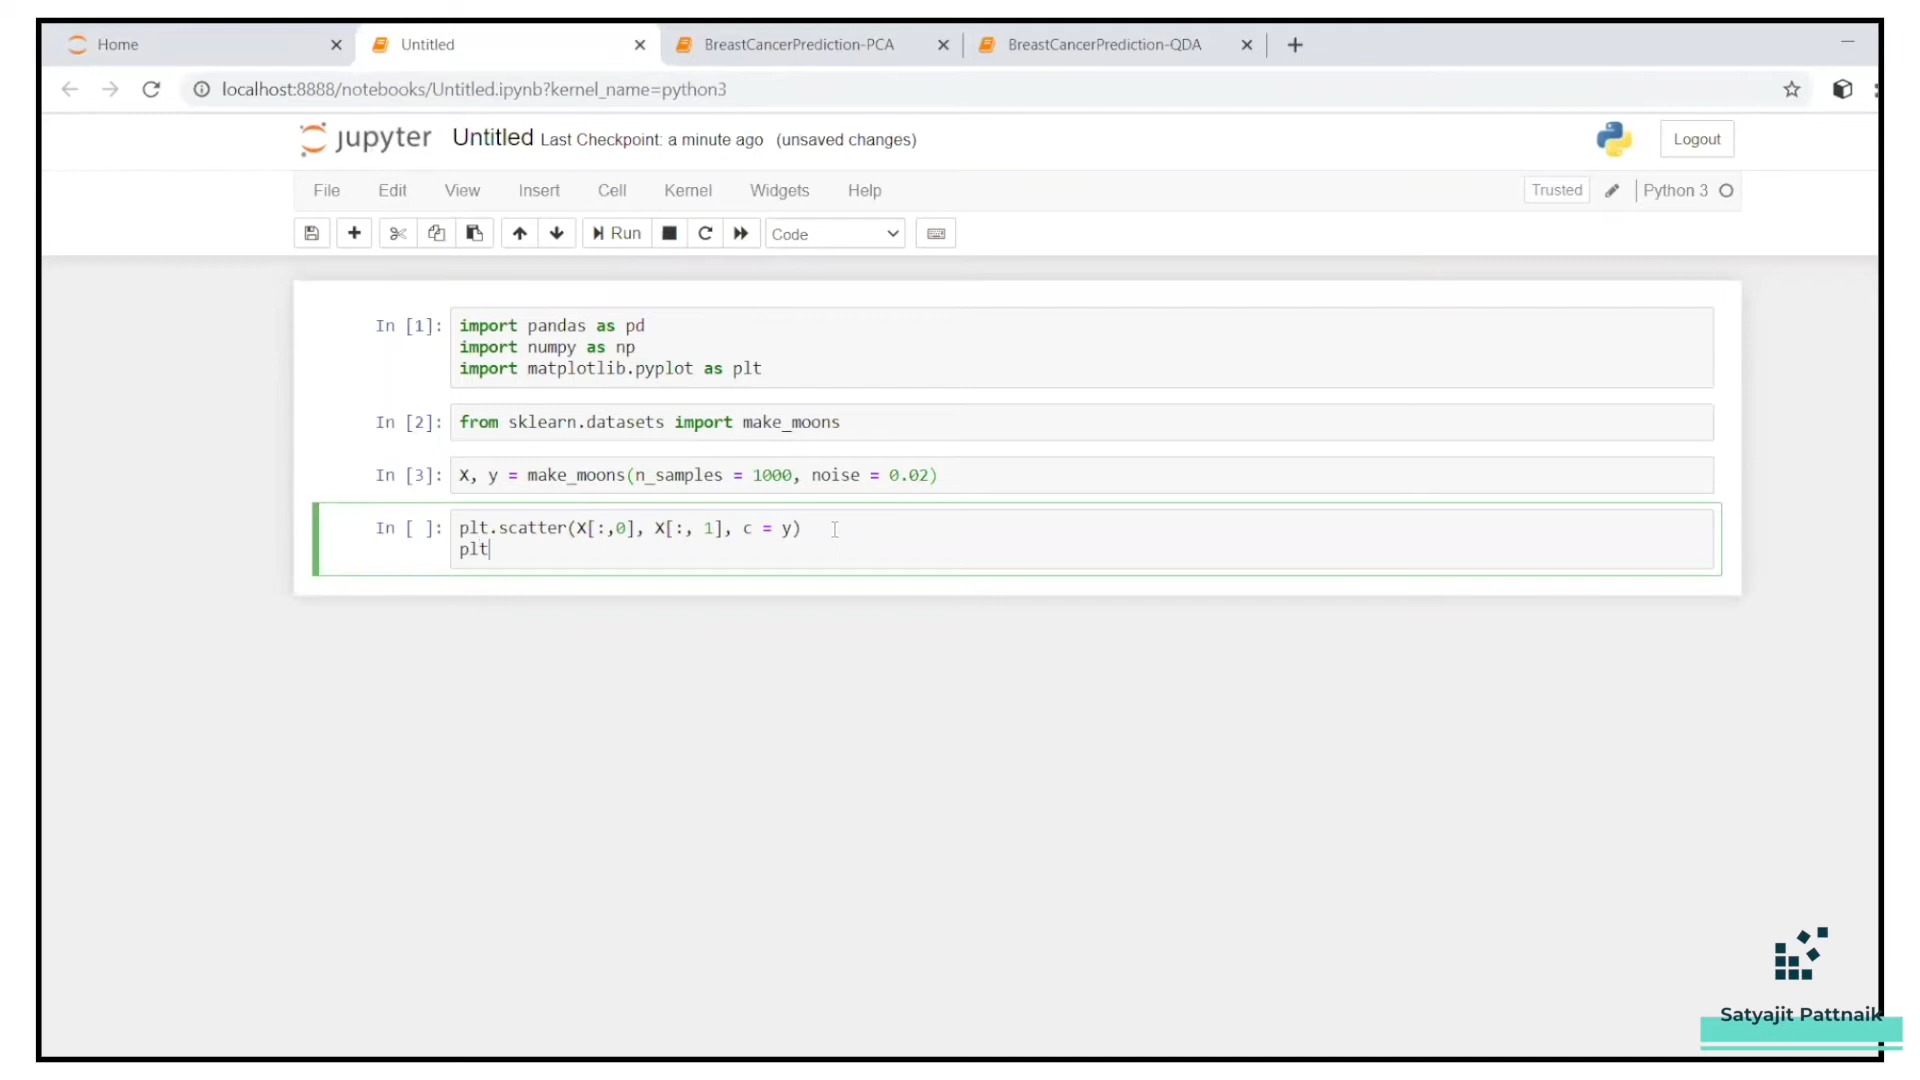 Home
Untitled
BreastCancerPrediction-PCA
BreastCancerPrediction-QDA
localhost:8888/notebooks/Untitled.ipynb?kernel_name=python3
jupyter Untitled Last Checkpoint: a minute ago (unsaved changes)
Logout
File Edit View Insert Cell Kernel Widgets Help
Trusted Python 3
Run Code
In [1]: import pandas as pd
import numpy as np
import matplotlib.pyplot as plt
In [2]: from sklearn.datasets import make_moons
In [3]: X, y = make_moons(n_samples = 1000, noise = 0.02)
In [ ]: plt.scatter(X[:,0], X[:, 1], c = y)
plt
Satyajit Pattnaik